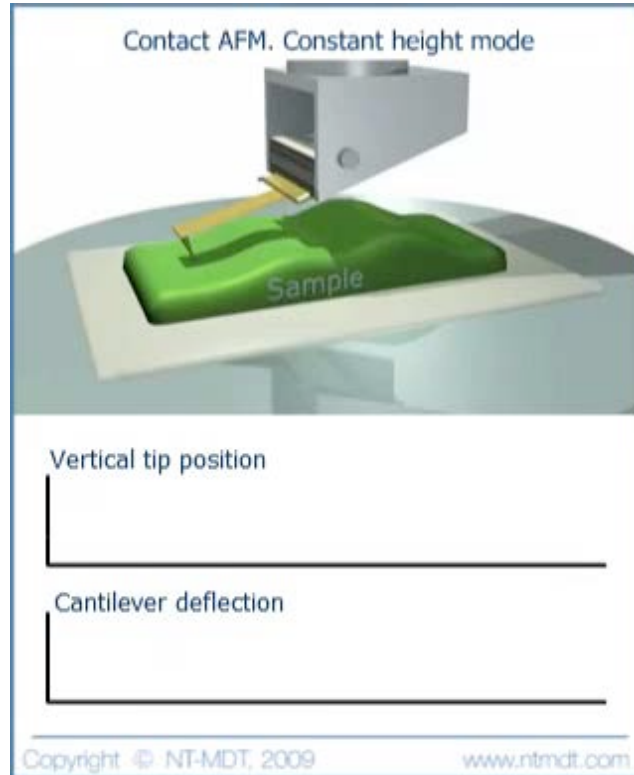 Contact AFM. Constant height mode
Sample
Vertical tip position
Cantilever deflection
Copyright © NT-MDT, 2009 www.ntmdt.com